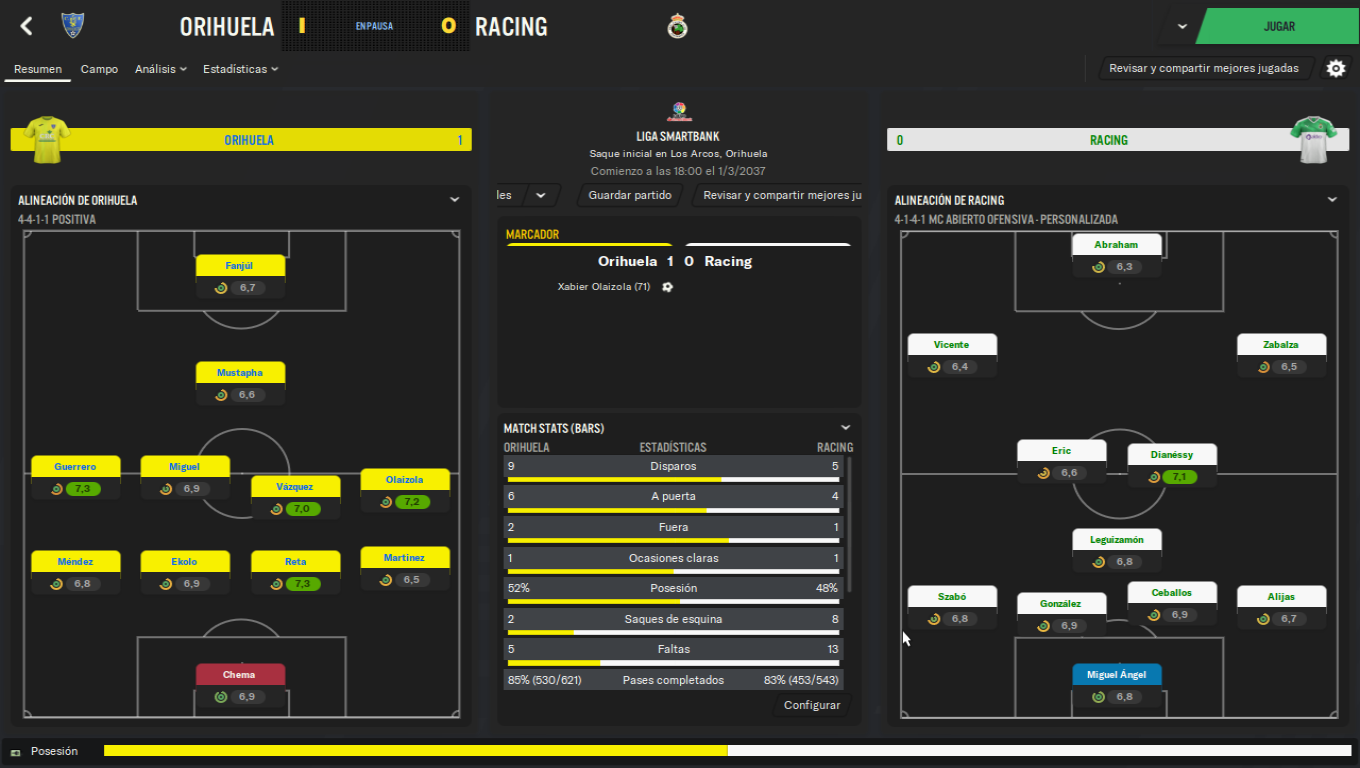 ORIHUELA 1 EN PAUSA 0 RACING
JUGAR
Resumen Campo Análisis Estadísticas
Revisar y compartir mejores jugadas
ORIHUELA 1
LIGA SMARTBANK
Saque inicial en Los Arcos, Orihuela
Comienzo a las 18:00 el 1/3/2037
les Guardar partido Revisar y compartir mejores ju
0 RACING
ALINEACIÓN DE ORIHUELA
4-4-1-1 POSITIVA
Fanjúl
6,7
Mustapha
6,6
Guerrero Miguel Vázquez Olaizola
7,3 6,9 7,0 7,2
Méndez Ekolo Reta Martinez
6,8 6,9 7,3 6,5
Chema
6,9
MARCADOR
Orihuela 1 0 Racing
Xabier Olaizola (71)
MATCH STATS (BARS)
ORIHUELA ESTADÍSTICAS RACING
9 Disparos 5
6 A puerta 4
2 Fuera 1
1 Ocasiones claras 1
52% Posesión 48%
2 Saques de esquina 8
5 Faltas 13
85% (530/621) Pases completados 83% (453/543)
Configurar
ALINEACIÓN DE RACING
4-1-4-1 MC ABIERTO OFENSIVA - PERSONALIZADA
Abraham
6,3
Vicente Zabalza
6,4 6,5
Eric Dianéssy
6,6 7,1
Leguizamón
6,8
Szabó González Ceballos Alijas
6,8 6,9 6,9 6,7
Miguel Ángel
6,8
Posesión